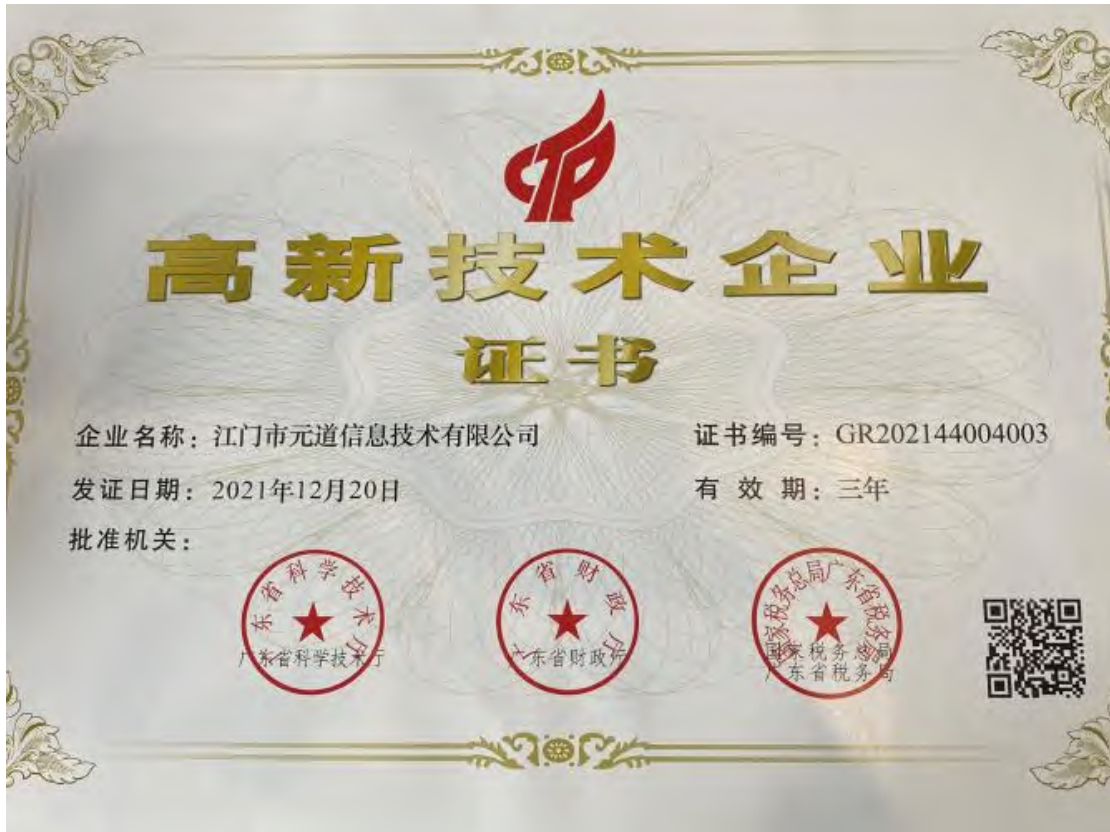 高新技术企业
证书
企业名称：江门市元道信息技术有限公司
证书编号：GR202144004003
发证日期：2021年12月20日
有效期：三年
批准机关：
广东省科学技术厅
广东省科学技术厅
广东省财政厅
广东省财政厅
国家税务总局广东省税务局
国家税务总局
广东省税务局